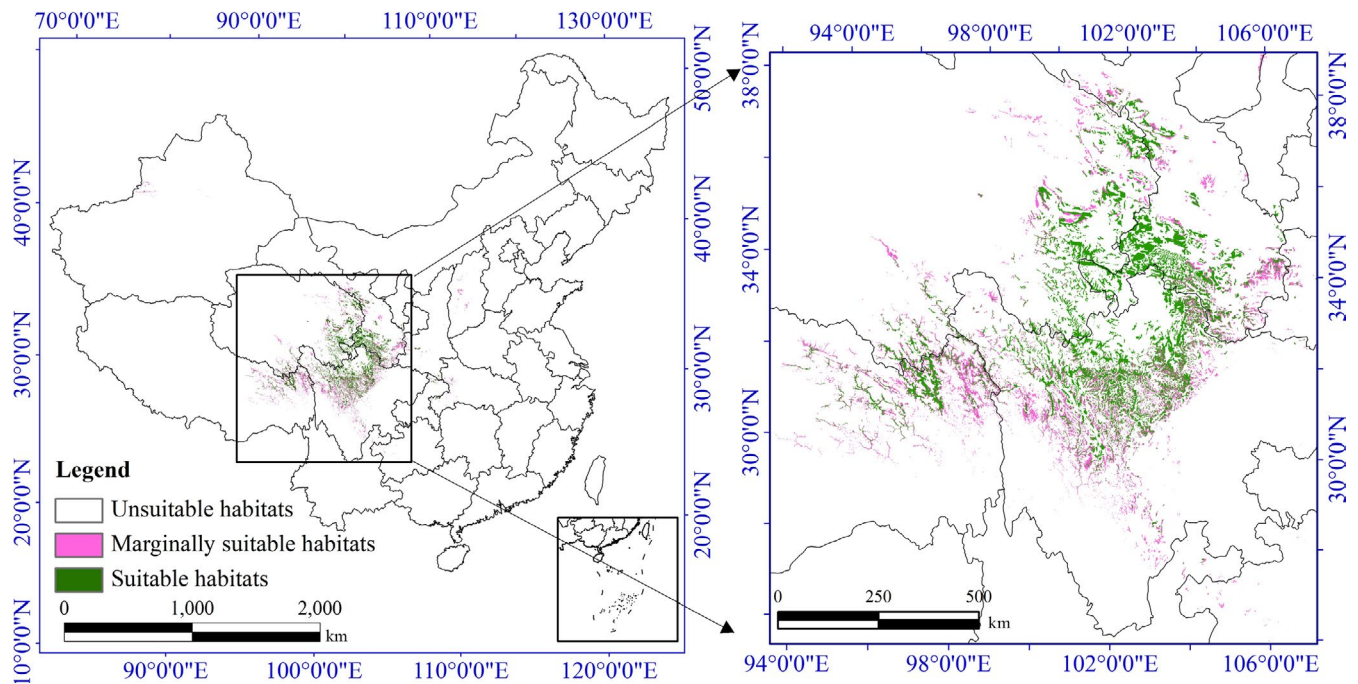 70°0'0"E 90°0'0"E 110°0'0"E 130°0'0"E
50°0'0"N
40°0'0"N
40°0'0"N
30°0'0"N
30°0'0"N
20°0'0"N
20°0'0"N
10°0'0"N
Legend
Unsuitable habitats
Marginally suitable habitats
Suitable habitats
0 1,000 2,000
km
90°0'0"E 100°0'0"E 110°0'0"E 120°0'0"E
94°0'0"E 98°0'0"E 102°0'0"E 106°0'0"E
38°0'0"N
38°0'0"N
34°0'0"N
34°0'0"N
30°0'0"N
30°0'0"N
0 250 500
km
94°0'0"E 98°0'0"E 102°0'0"E 106°0'0"E